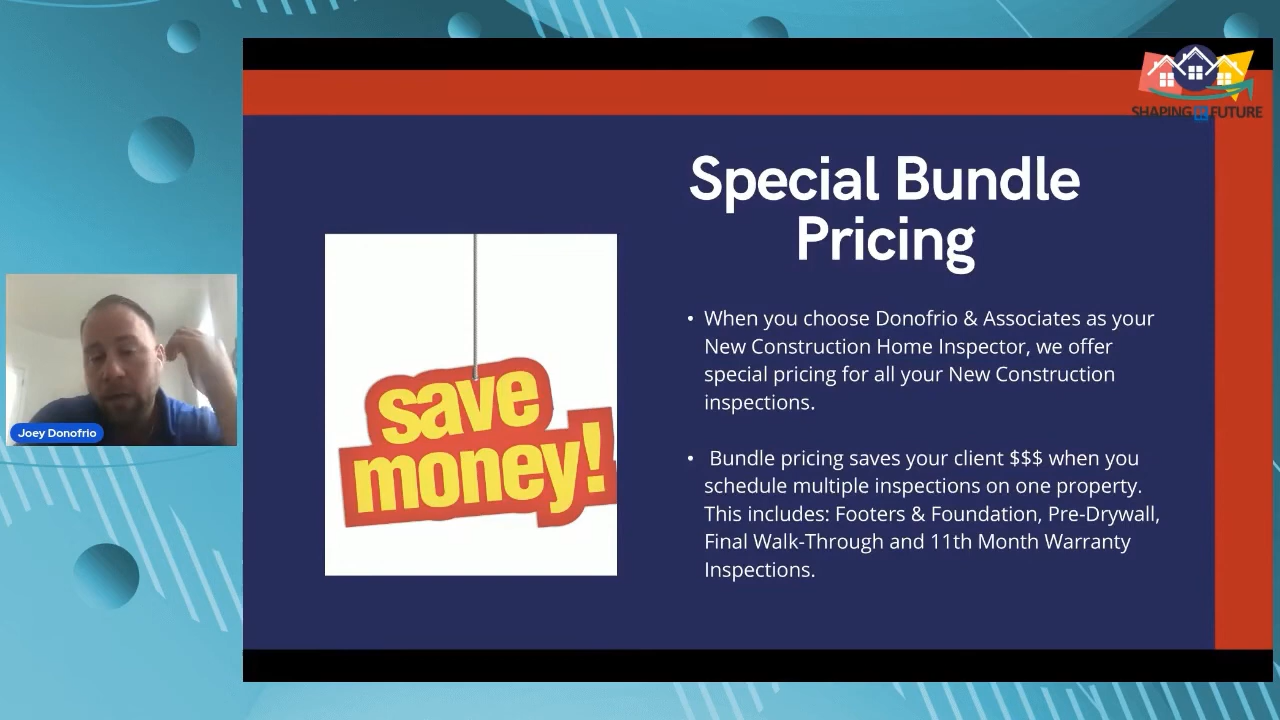 SHAPING FUTURE
Special Bundle
Pricing
save
money!
• When you choose Donofrio & Associates as your
New Construction Home Inspector, we offer
special pricing for all your New Construction
inspections.
• Bundle pricing saves your client $$$ when you
schedule multiple inspections on one property.
This includes: Footers & Foundation, Pre-Drywall,
Final Walk-Through and 11th Month Warranty
Inspections.
Joey Donofrio